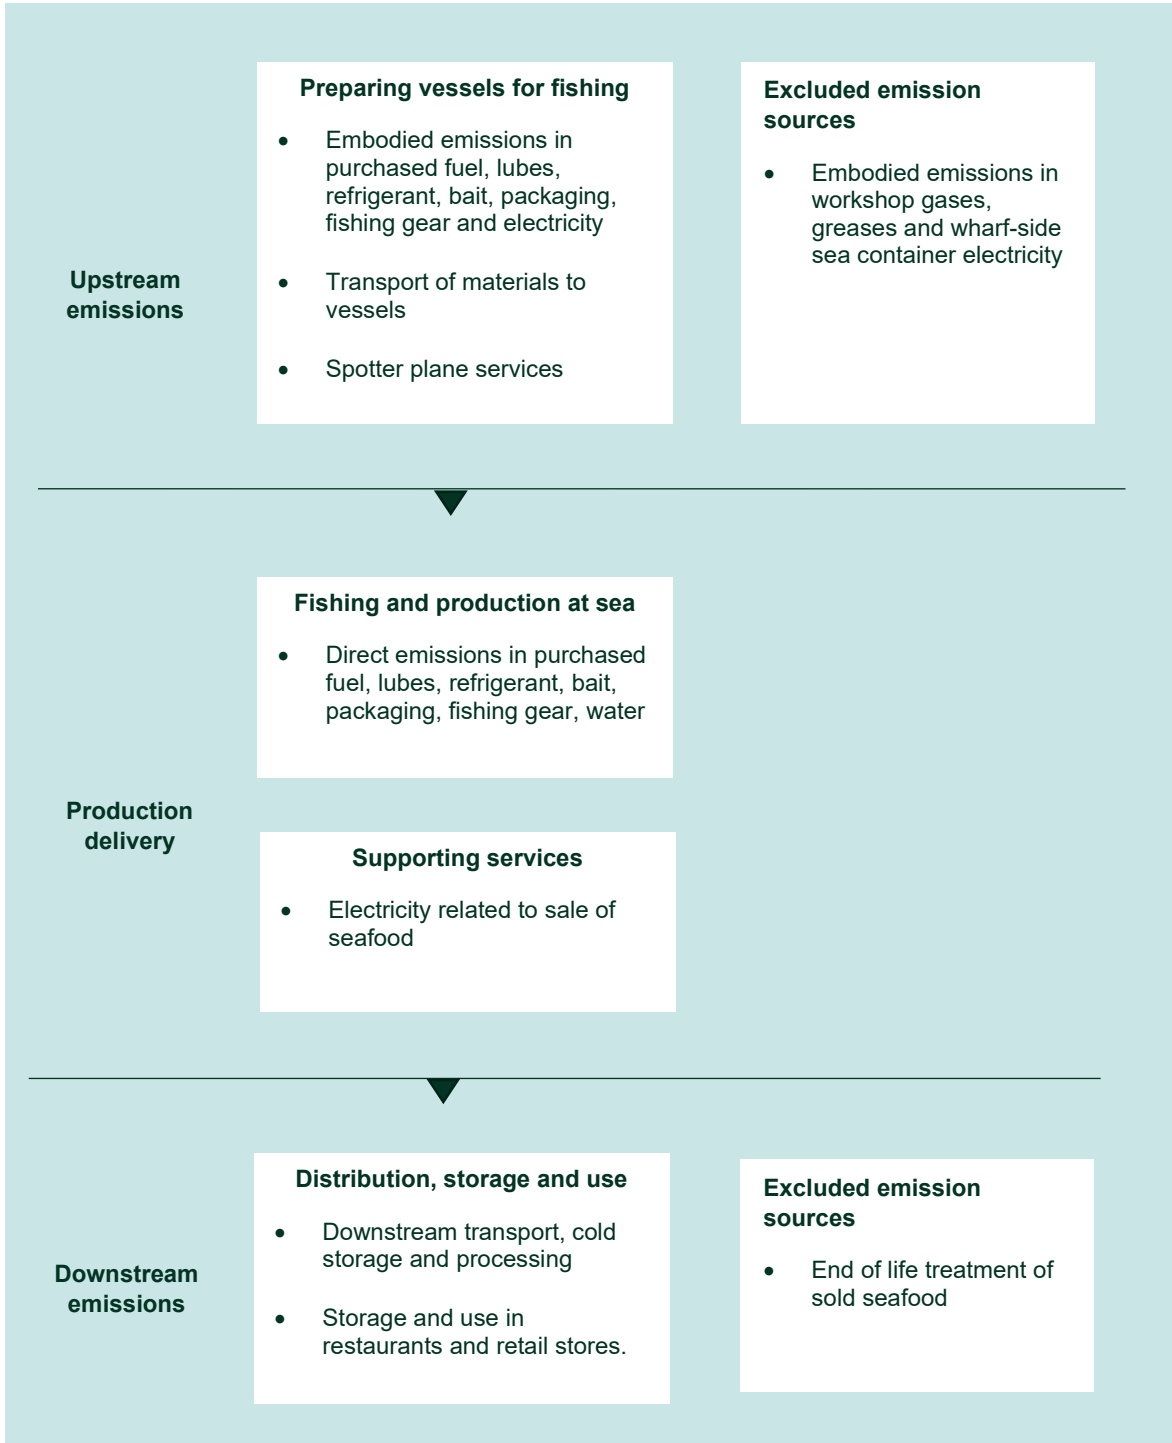 Preparing vessels for fishing
• Embodied emissions in
purchased fuel, lubes,
refrigerant, bait, packaging,
fishing gear and electricity
• Transport of materials to
vessels
• Spotter plane services
Excluded emission
sources
• Embodied emissions in
workshop gases,
greases and wharf-side
sea container electricity
Upstream
emissions
Fishing and production at sea
• Direct emissions in purchased
fuel, lubes, refrigerant, bait,
packaging, fishing gear, water
Production
delivery
Supporting services
• Electricity related to sale of
seafood
Distribution, storage and use
• Downstream transport, cold
storage and processing
• Storage and use in
restaurants and retail stores.
Excluded emission
sources
• End of life treatment of
sold seafood
Downstream
emissions